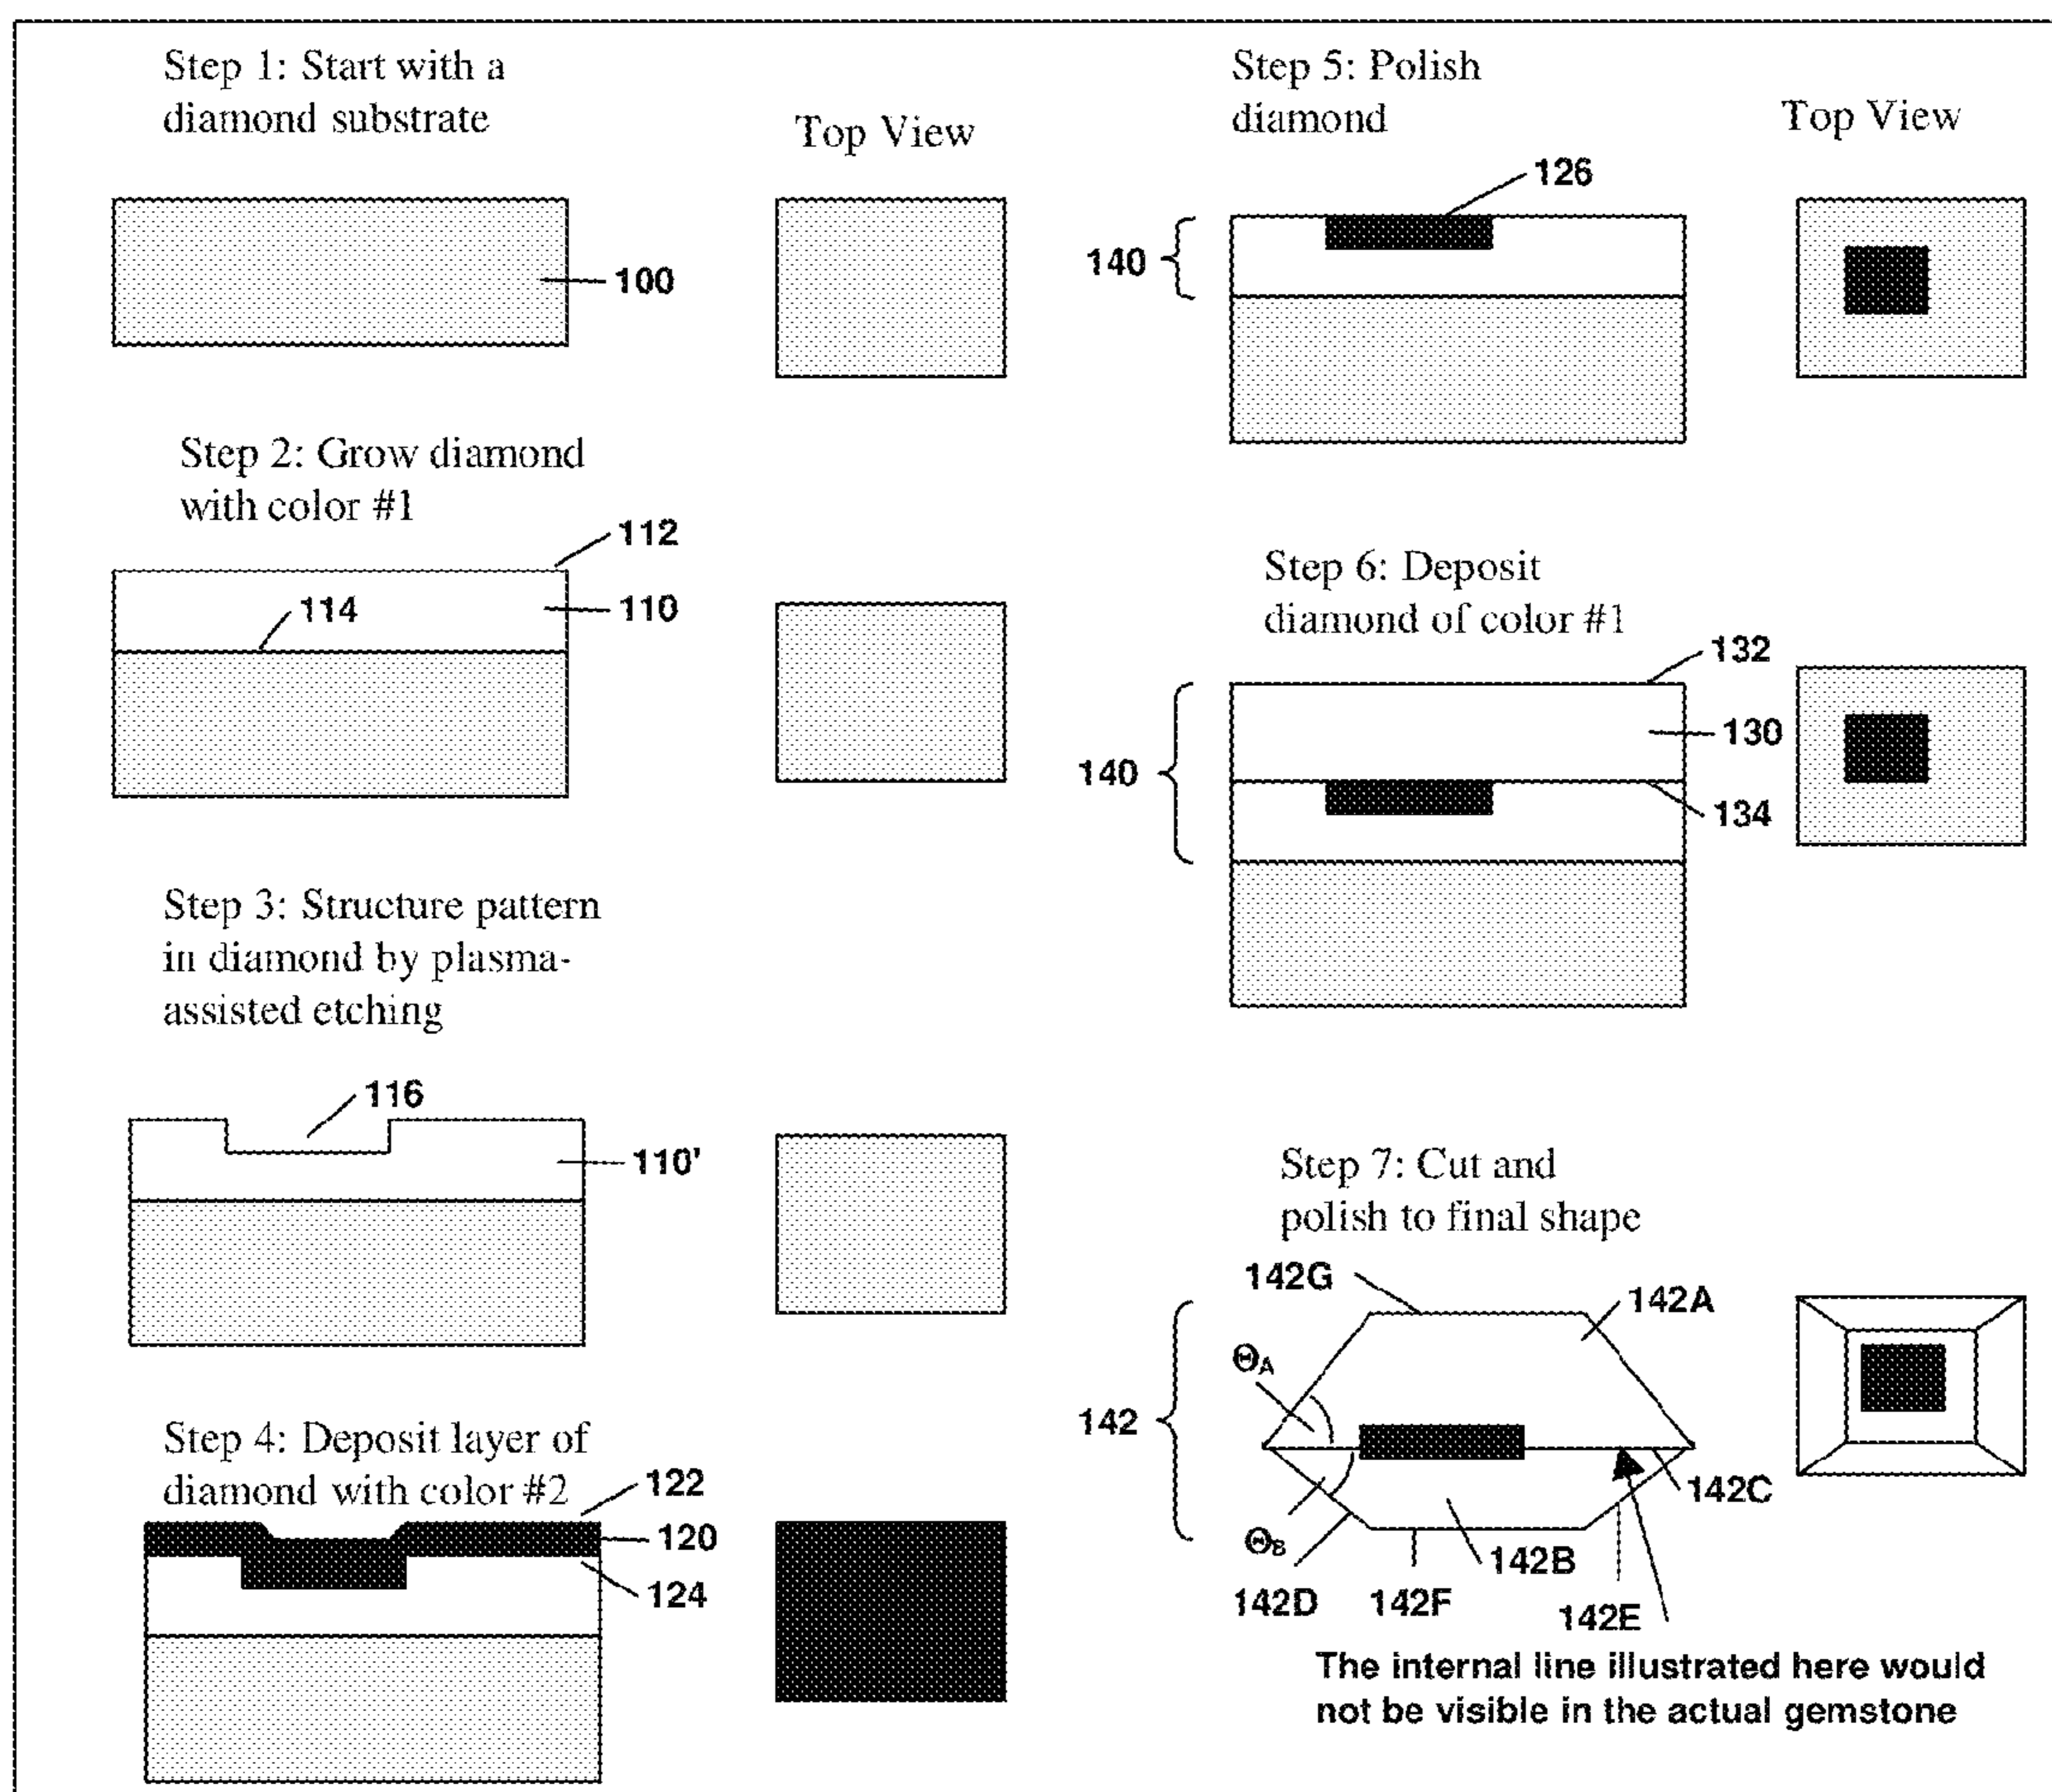 Step 1: Start with a
diamond substrate
Top View
100
Step 2: Grow diamond
with color #1
112
114
110
Step 3: Structure pattern
in diamond by plasma-
assisted etching
116
110'
Step 4: Deposit layer of
diamond with color #2
122
120
124
Step 5: Polish
diamond
Top View
126
140
Step 6: Deposit
diamond of color #1
132
130
140
134
Step 7: Cut and
polish to final shape
142G
142A
ΘA
142
142C
ΘB
142B
142D
142F
142E
The internal line illustrated here would
not be visible in the actual gemstone